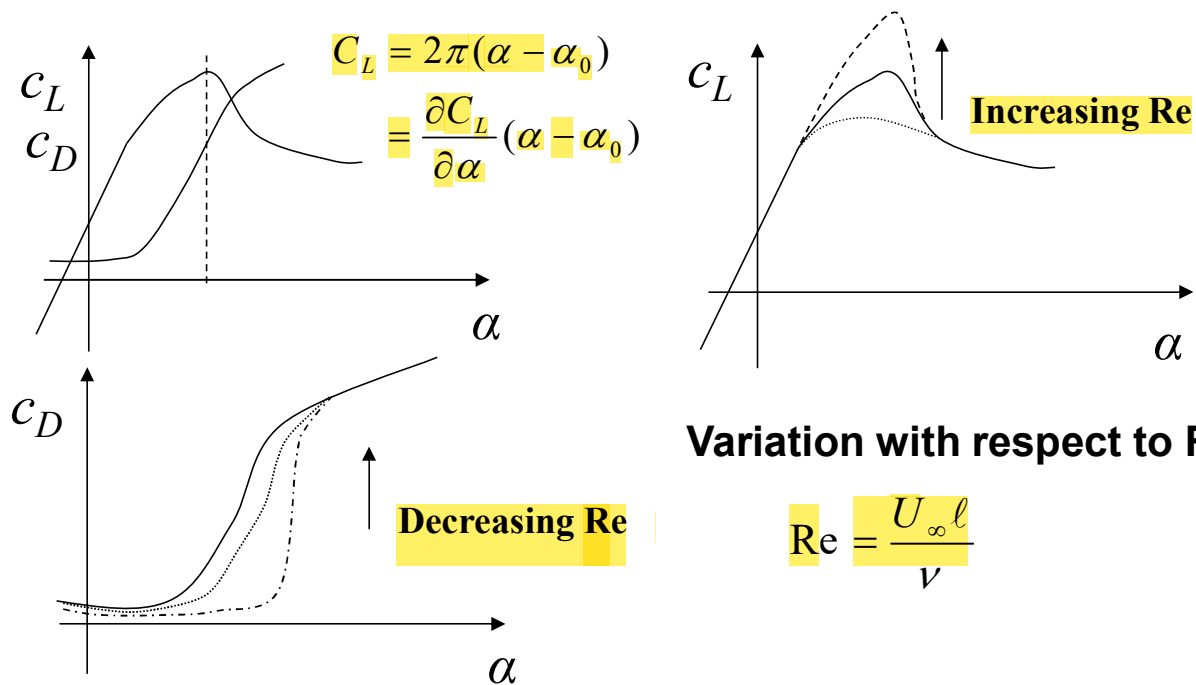 c_L
c_D
C_L = 2π(α − α_0)
= ∂C_L/∂α (α − α_0)
α
c_L
Increasing Re
α
c_D
Decreasing Re
α
Variation with respect to
Re = U_∞ ℓ / ν